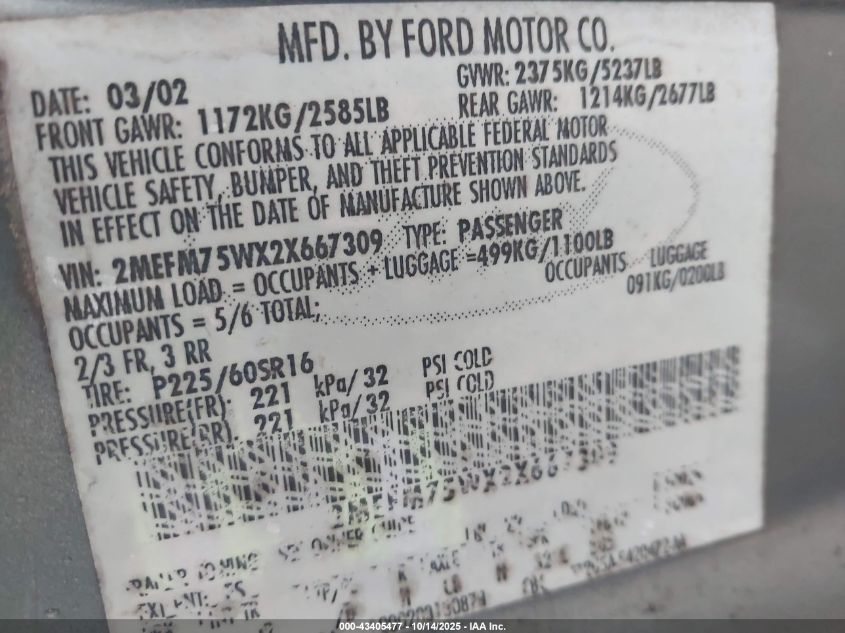 MFD. BY FORD MOTOR CO.
DATE: 03/02 GVWR: 2375KG/5237LB
FRONT GAWR: 1172KG/2585LB REAR GAWR: 1214KG/2677LB
THIS VEHICLE CONFORMS TO ALL APPLICABLE FEDERAL MOTOR
VEHICLE SAFETY, BUMPER, AND THEFT PREVENTION STANDARDS
IN EFFECT ON THE DATE OF MANUFACTURE SHOWN ABOVE.
VIN: 2MEFM75WX2X667309 TYPE: PASSENGER
MAXIMUM LOAD = OCCUPANTS + LUGGAGE =499KG/1100LB
OCCUPANTS = 5/6 TOTAL; OCCUPANTS LUGGAGE
2/3 FR, 3 RR 091KG/0200LB
TIRE: P225/60SR16
PRESSURE(FR): 221 kPa/ 32 PSI COLD
PRESSURE(RR): 221 kPa/ 32 PSI COLD
2MEFM75WX2X667309
OWNER GUIDE
000-43405477 - 10/14/2025 - IAA Inc.